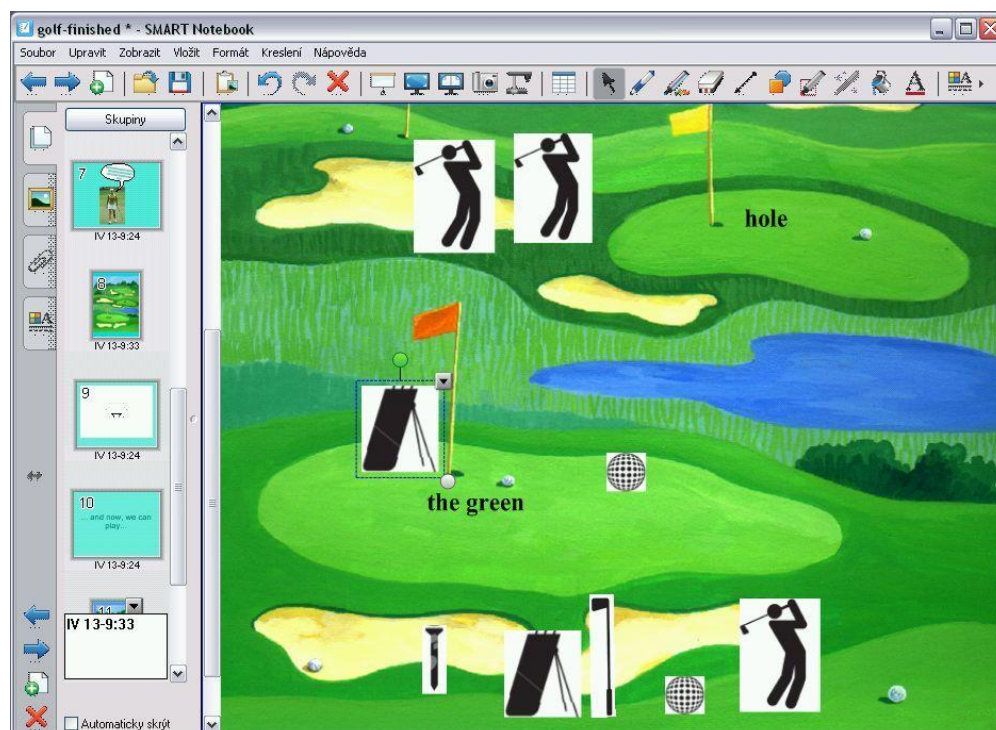 golf-finished * - SMART Notebook
Soubor Upravit Zobrazit Vložit Formát Kreslení Nápověda
Skupiny
7
IV 13-9:24
8
IV 13-9:33
9
IV 13-9:24
10
... and now, we can
play...
IV 13-9:24
11
IV 13-9:33
Automaticky skrýt
hole
the green